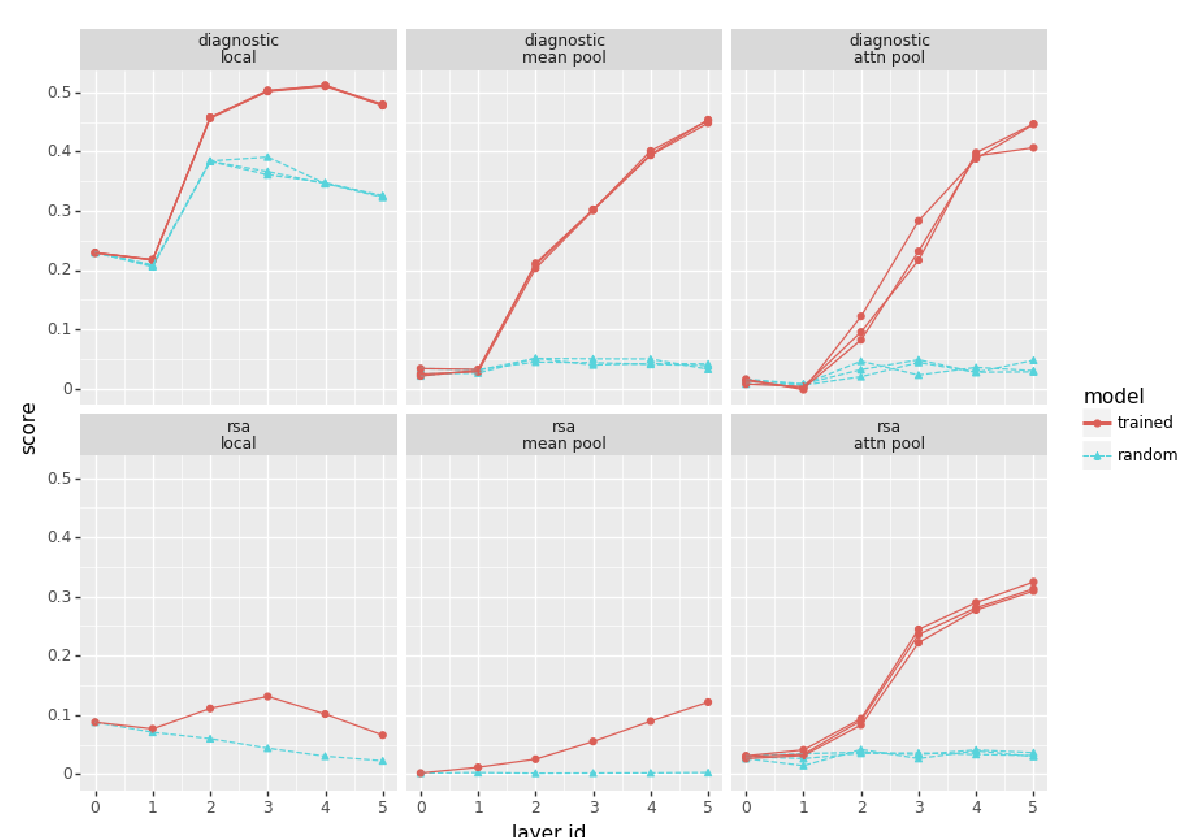 diagnostic
local
diagnostic
mean pool
diagnostic
attn pool
0.5
0.4
0.3
0.2
0.1
0
rsa
local
rsa
mean pool
rsa
attn pool
0.5
0.4
0.3
0.2
0.1
0
0 1 2 3 4 5
0 1 2 3 4 5
0 1 2 3 4 5
score
layer id
model
trained
random